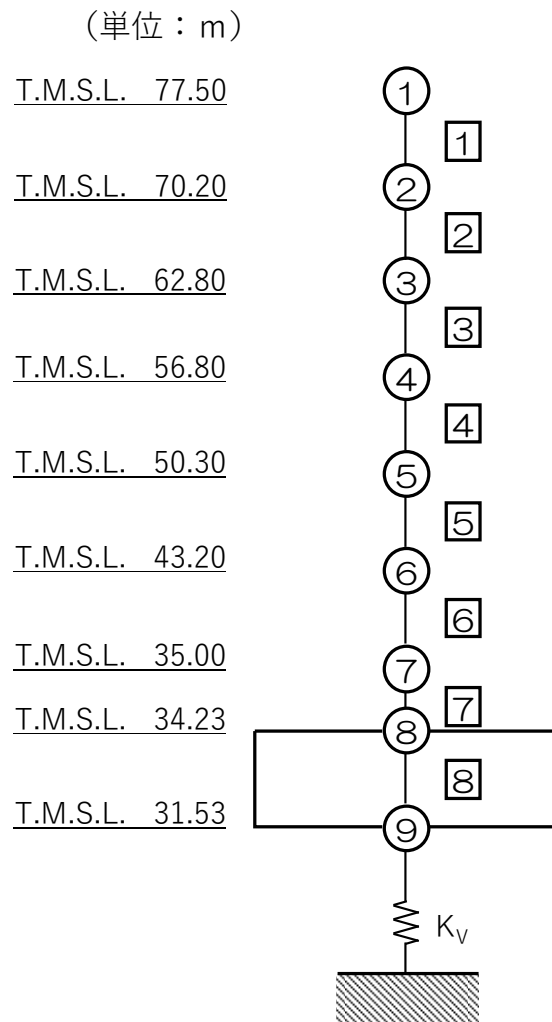 （単位：m）
T.M.S.L. 77.50
1
1
T.M.S.L. 70.20
2
2
T.M.S.L. 62.80
3
3
T.M.S.L. 56.80
4
4
T.M.S.L. 50.30
5
5
T.M.S.L. 43.20
6
6
T.M.S.L. 35.00
7
7
T.M.S.L. 34.23
8
8
T.M.S.L. 31.53
9
KV